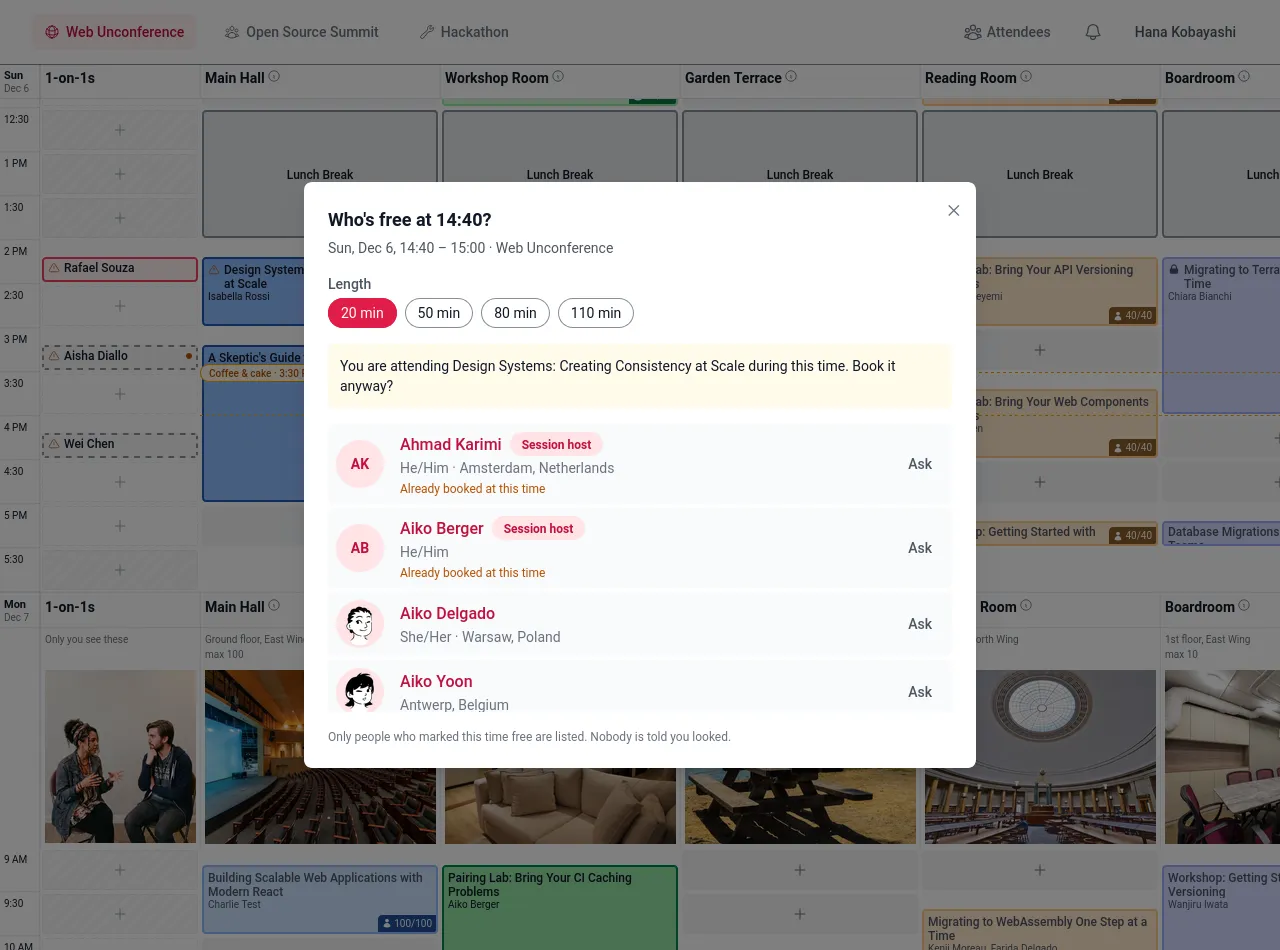 Web Unconference
Open Source Summit
Hackathon
Attendees
Hana Kobayashi
Sun
Dec 6
1-on-1s
Main Hall
Workshop Room
Garden Terrace
Reading Room
Boardroom
12:30
1 PM
1:30
2 PM
2:30
3 PM
3:30
4 PM
4:30
5 PM
5:30
Lunch Break
Lunch Break
Lunch Break
Lunch Break
Lunch
Rafael Souza
Aisha Diallo
Wei Chen
Design System
at Scale
Isabella Rossi
A Skeptic's Guide
Coffee & cake · 3:30
Who's free at 14:40?
Sun, Dec 6, 14:40 – 15:00 · Web Unconference
Length
20 min
50 min
80 min
110 min
You are attending Design Systems: Creating Consistency at Scale during this time. Book it
anyway?
AK
Ahmad Karimi
Session host
He/Him · Amsterdam, Netherlands
Already booked at this time
Ask
AB
Aiko Berger
Session host
He/Him
Already booked at this time
Ask
Aiko Delgado
She/Her · Warsaw, Poland
Ask
Aiko Yoon
Antwerp, Belgium
Ask
Only people who marked this time free are listed. Nobody is told you looked.
ab: Bring Your API Versioning
eyemi
40/40
ab: Bring Your Web Components
40/40
p: Getting Started with
40/40
Migrating to Terra
Time
Chiara Bianchi
Database Migrations
Mon
Dec 7
1-on-1s
Main Hall
Room
Boardroom
Only you see these
Ground floor, East Win
max 100
orth Wing
1st floor, East Wing
max 10
9 AM
9:30
10 AM
Building Scalable Web Applications with
Modern React
Charlie Test
100/100
Pairing Lab: Bring Your CI Caching
Problems
Aiko Berger
Migrating to WebAssembly One Step at a
Time
Kenji Moreau, Farida Delgado
Workshop: Getting St
Versioning
Wanjiru Iwata